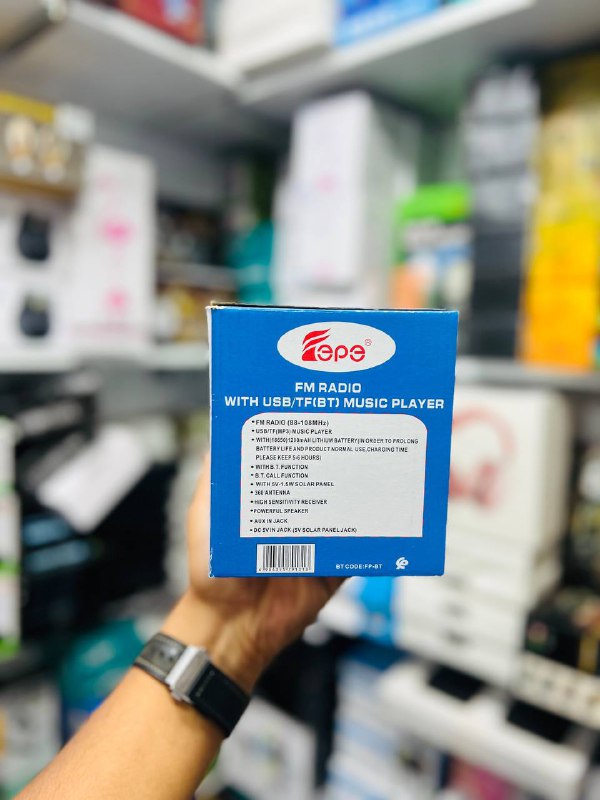 Fepe®
FM RADIO
WITH USB/TF(BT) MUSIC PLAYER
• FM RADIO (88-108MHz)
• USB/TF(MP3) MUSIC PLAYER
• WITH(18650)1200mAH LITHIUM BATTERY(IN ORDER TO PROLONG
BATTERY LIFE AND PRODUCT NORMAL USE,CHARGING TIME
PLEASE KEEP 5-6 HOURS)
• WITH B.T. FUNCTION
• B.T. CALL FUNCTION
• WITH 5V-1.5W SOLAR PANEL
• 360 ANTENNA
• HIGH SENSITIVITY RECEIVER
• POWERFUL SPEAKER
• AUX IN JACK
• DC 5V IN JACK (5V SOLAR PANEL JACK)
BT CODE:FP-BT